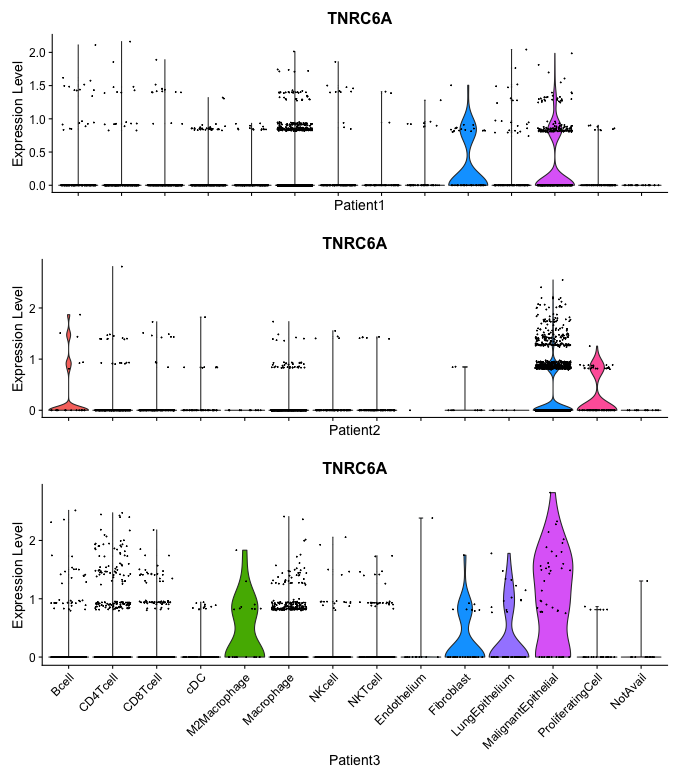 TNRC6A
2.0
1.5
1.0
0.5
0.0
Expression Level
Patient1
TNRC6A
2
1
0
Expression Level
Patient2
TNRC6A
2
1
0
Expression Level
Bcell
CD4Tcell
CD8Tcell
cDC
M2Macrophage
Macrophage
NKcell
NKTcell
Endothelium
Fibroblast
LungEpithelium
MalignantEpithelial
ProliferatingCell
NotAvail
Patient3